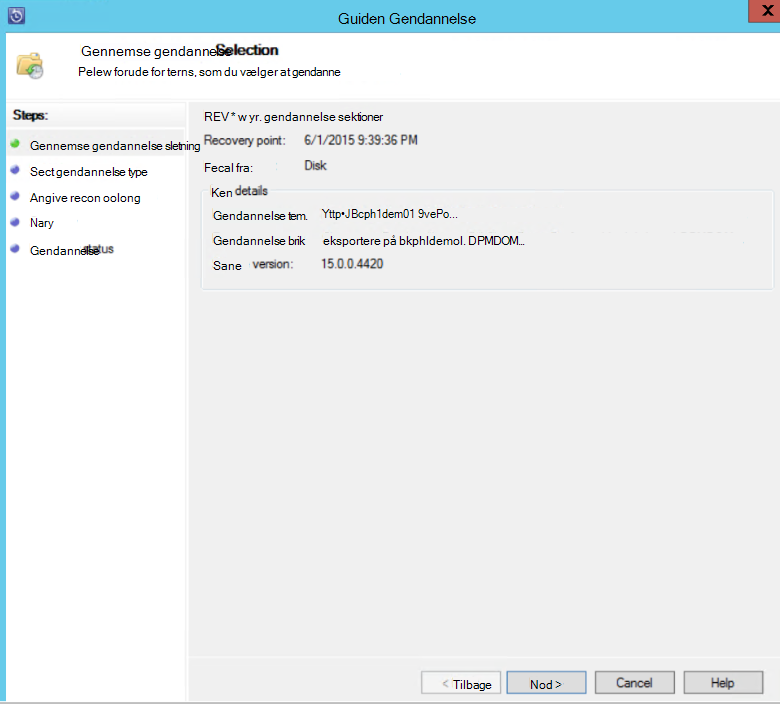 Guiden Gendannelse
X
Gennemse gendannelse Selection
Pelew forude for terns, som du vælger at gendanne
Steps:
Gennemse gendannelse sletning
Sect gendannelse type
Angive recon oolong
Nary
Gendannelse status
REV * w yr. gendannelse sektioner
Recovery point: 6/1/2015 9:39:36 PM
Fecal fra: Disk
Ken details
Gendannelse tem. Yttp•JBcph1dem01 9vePo...
Gendannelse brik eksportere på bkphldemol. DPMDOM...
Sane version: 15.0.0.4420
< Tilbage
Nod >
Cancel
Help